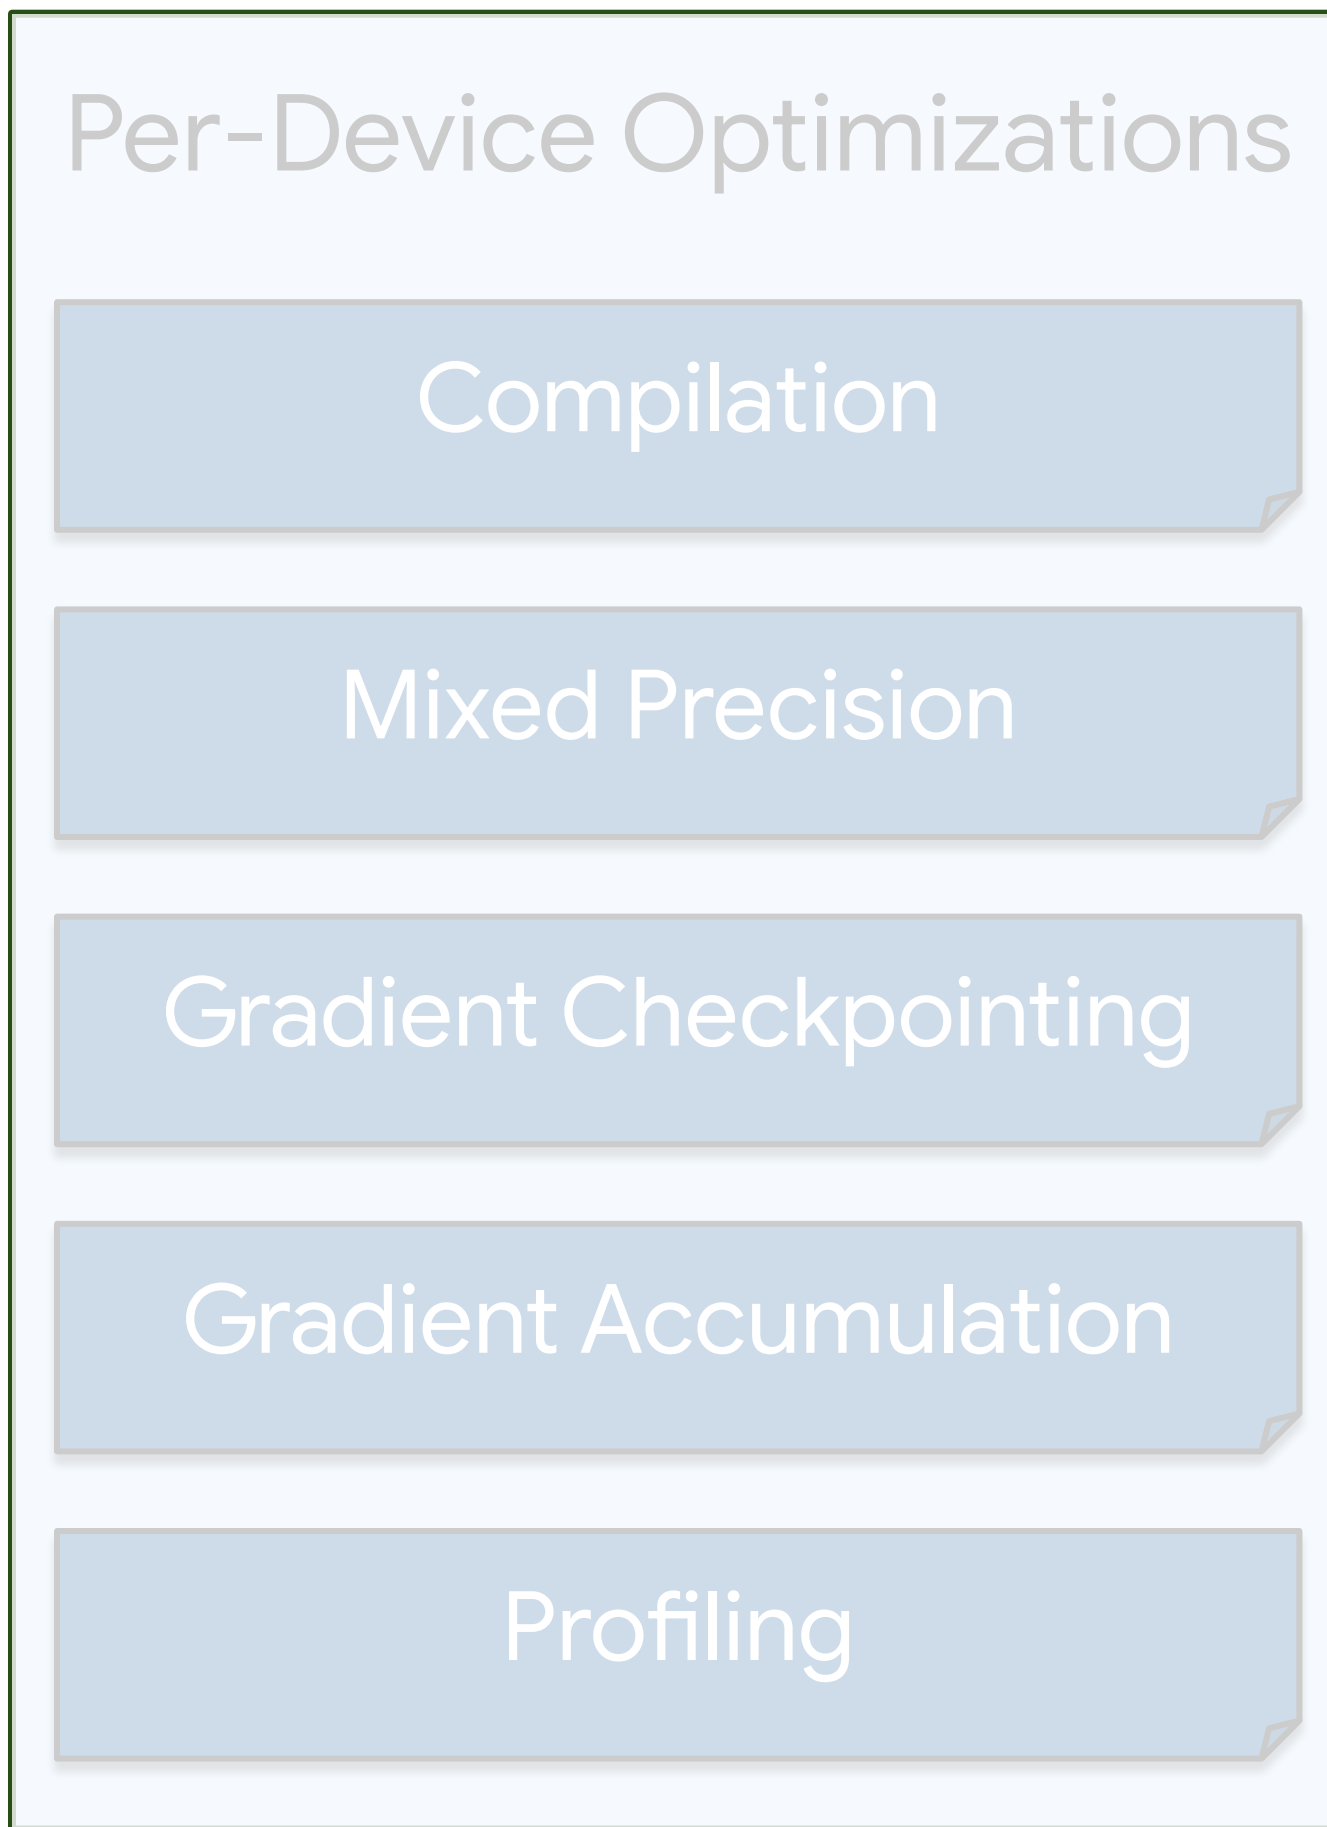 Per-Device Optimizations
Compilation
Mixed Precision
Gradient Checkpointing
Gradient Accumulation
Profiling